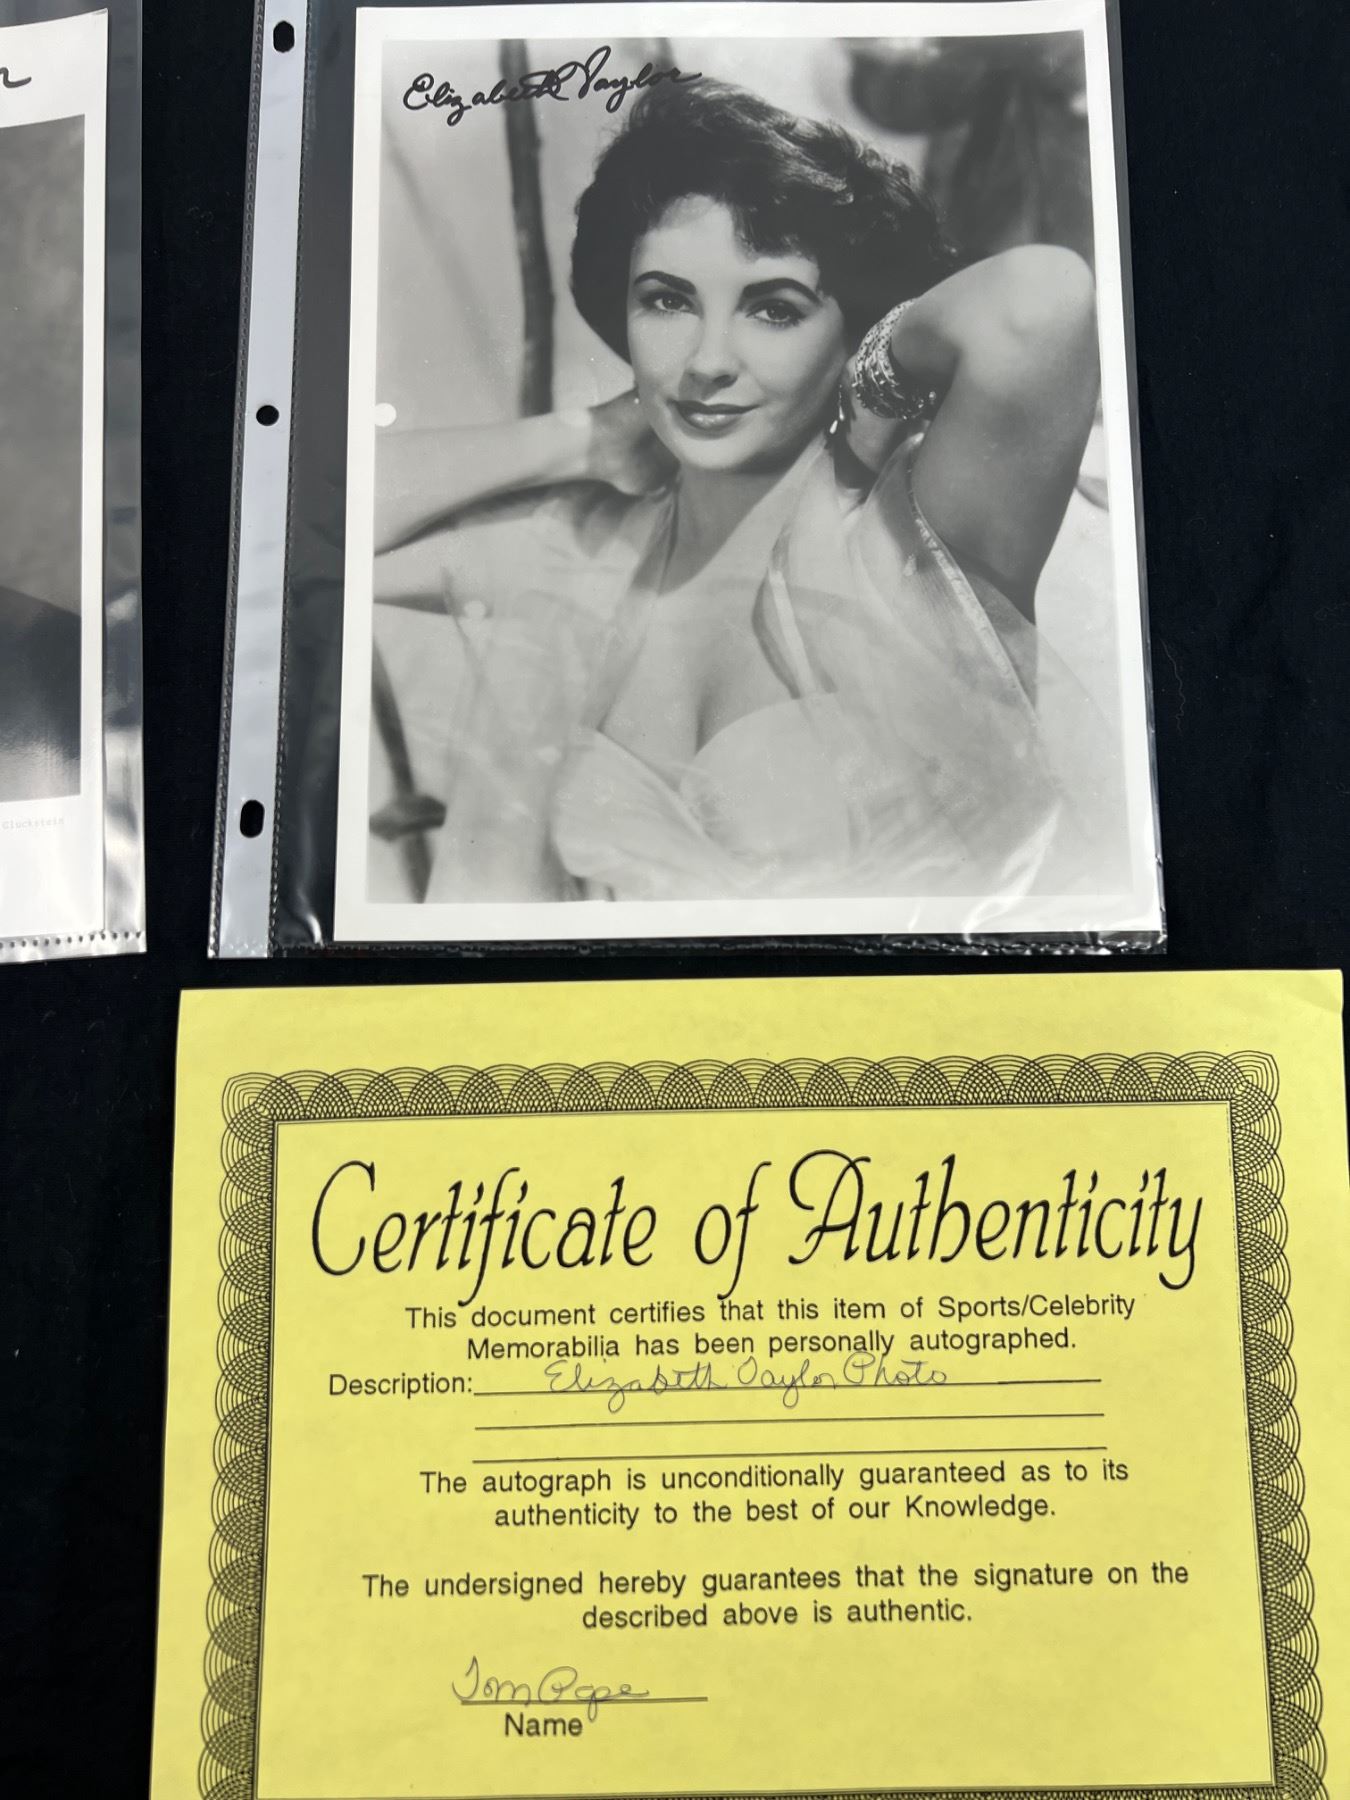 Elizabeth Taylor
Gluckstein
Certificate of Authenticity
This document certifies that this item of Sports/Celebrity
Memorabilia has been personally autographed.
Description: Elizabeth Taylor Photo
The autograph is unconditionally guaranteed as to its
authenticity to the best of our Knowledge.
The undersigned hereby guarantees that the signature on the
described above is authentic.
Tom Pope
Name